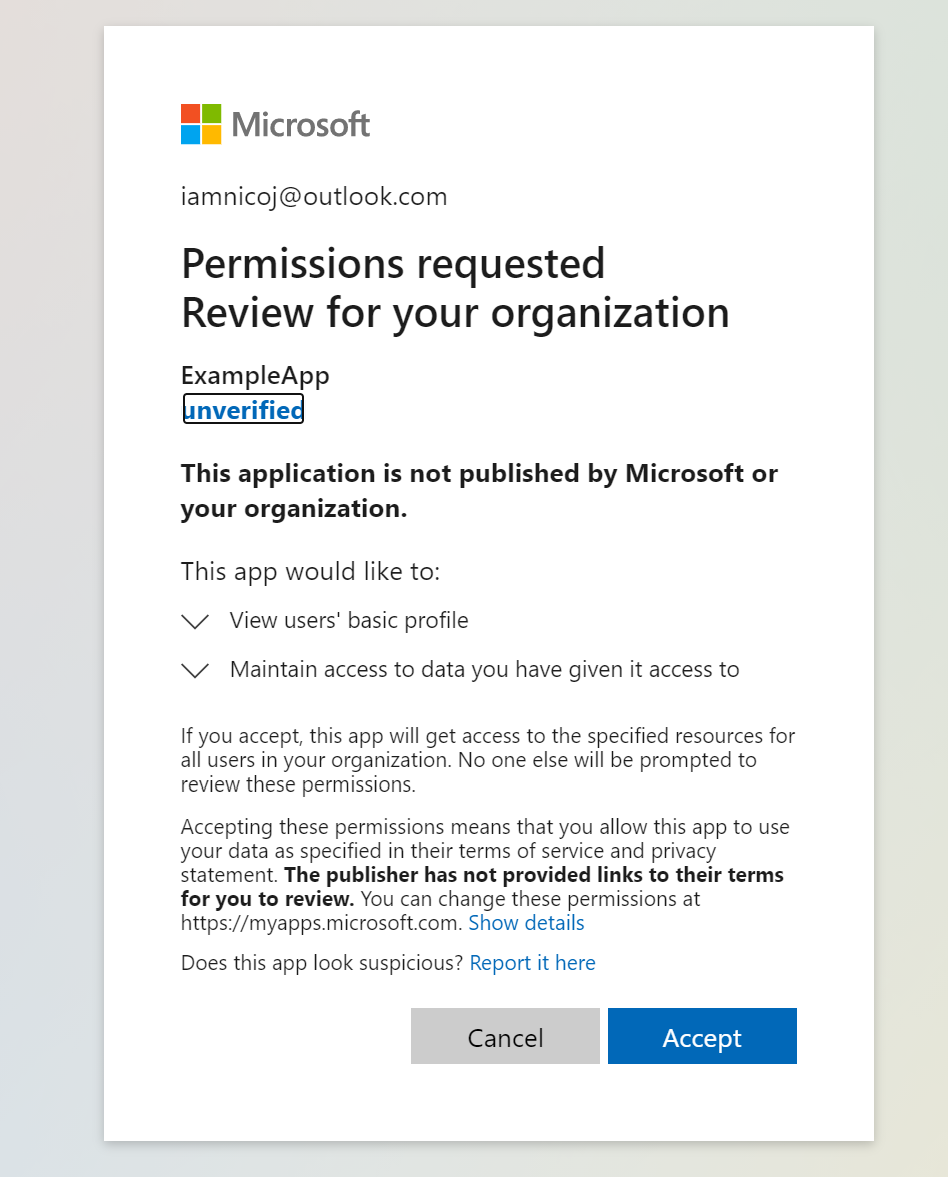 Microsoft
iamnicoj@outlook.com
Permissions requested
Review for your organization
ExampleApp
unverified
This application is not published by Microsoft or
your organization.
This app would like to:
View users' basic profile
Maintain access to data you have given it access to
If you accept, this app will get access to the specified resources for
all users in your organization. No one else will be prompted to
review these permissions.
Accepting these permissions means that you allow this app to use
your data as specified in their terms of service and privacy
statement. The publisher has not provided links to their terms
for you to review. You can change these permissions at
https://myapps.microsoft.com. Show details
Does this app look suspicious? Report it here
Cancel Accept